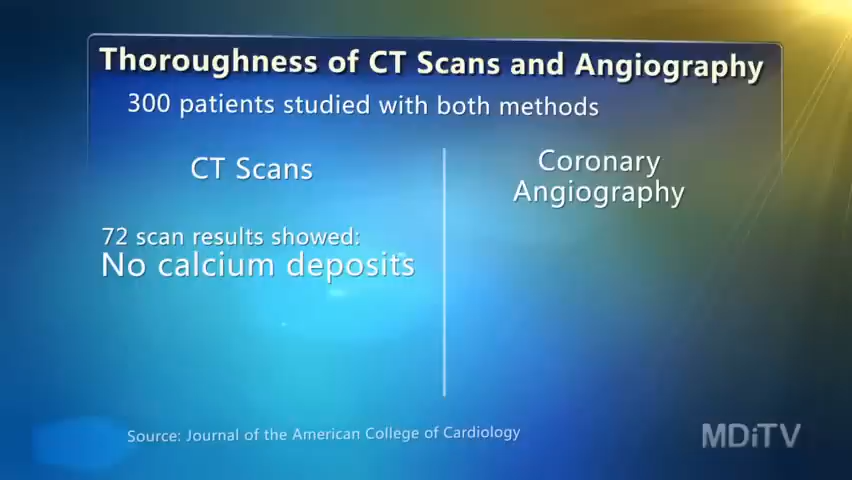 Thoroughness of CT Scans and Angiography
300 patients studied with both methods
CT Scans
72 scan results showed:
No calcium deposits
Coronary
Angiography
Source: Journal of the American College of Cardiology
MDiTV